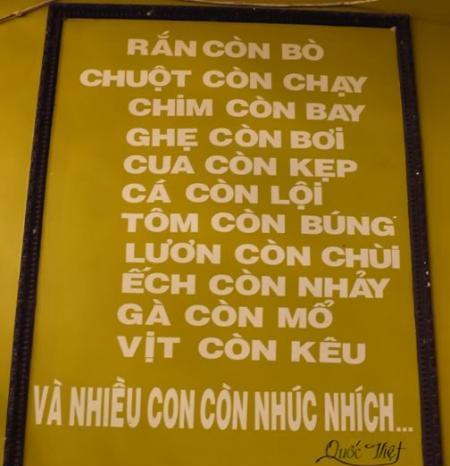 RẮN CÒN BÒ
CHUỘT CÒN CHẠY
CHIM CÒN BAY
GHẸ CÒN BƠI
CUA CÒN KẸP
CÁ CÒN LỘI
TÔM CÒN BÚNG
LƯƠN CÒN CHÙI
ẾCH CÒN NHẢY
GÀ CÒN MỔ
VỊT CÒN KÊU
VÀ NHIỀU CON CÒN NHÚC NHÍCH...
Quốc Việt